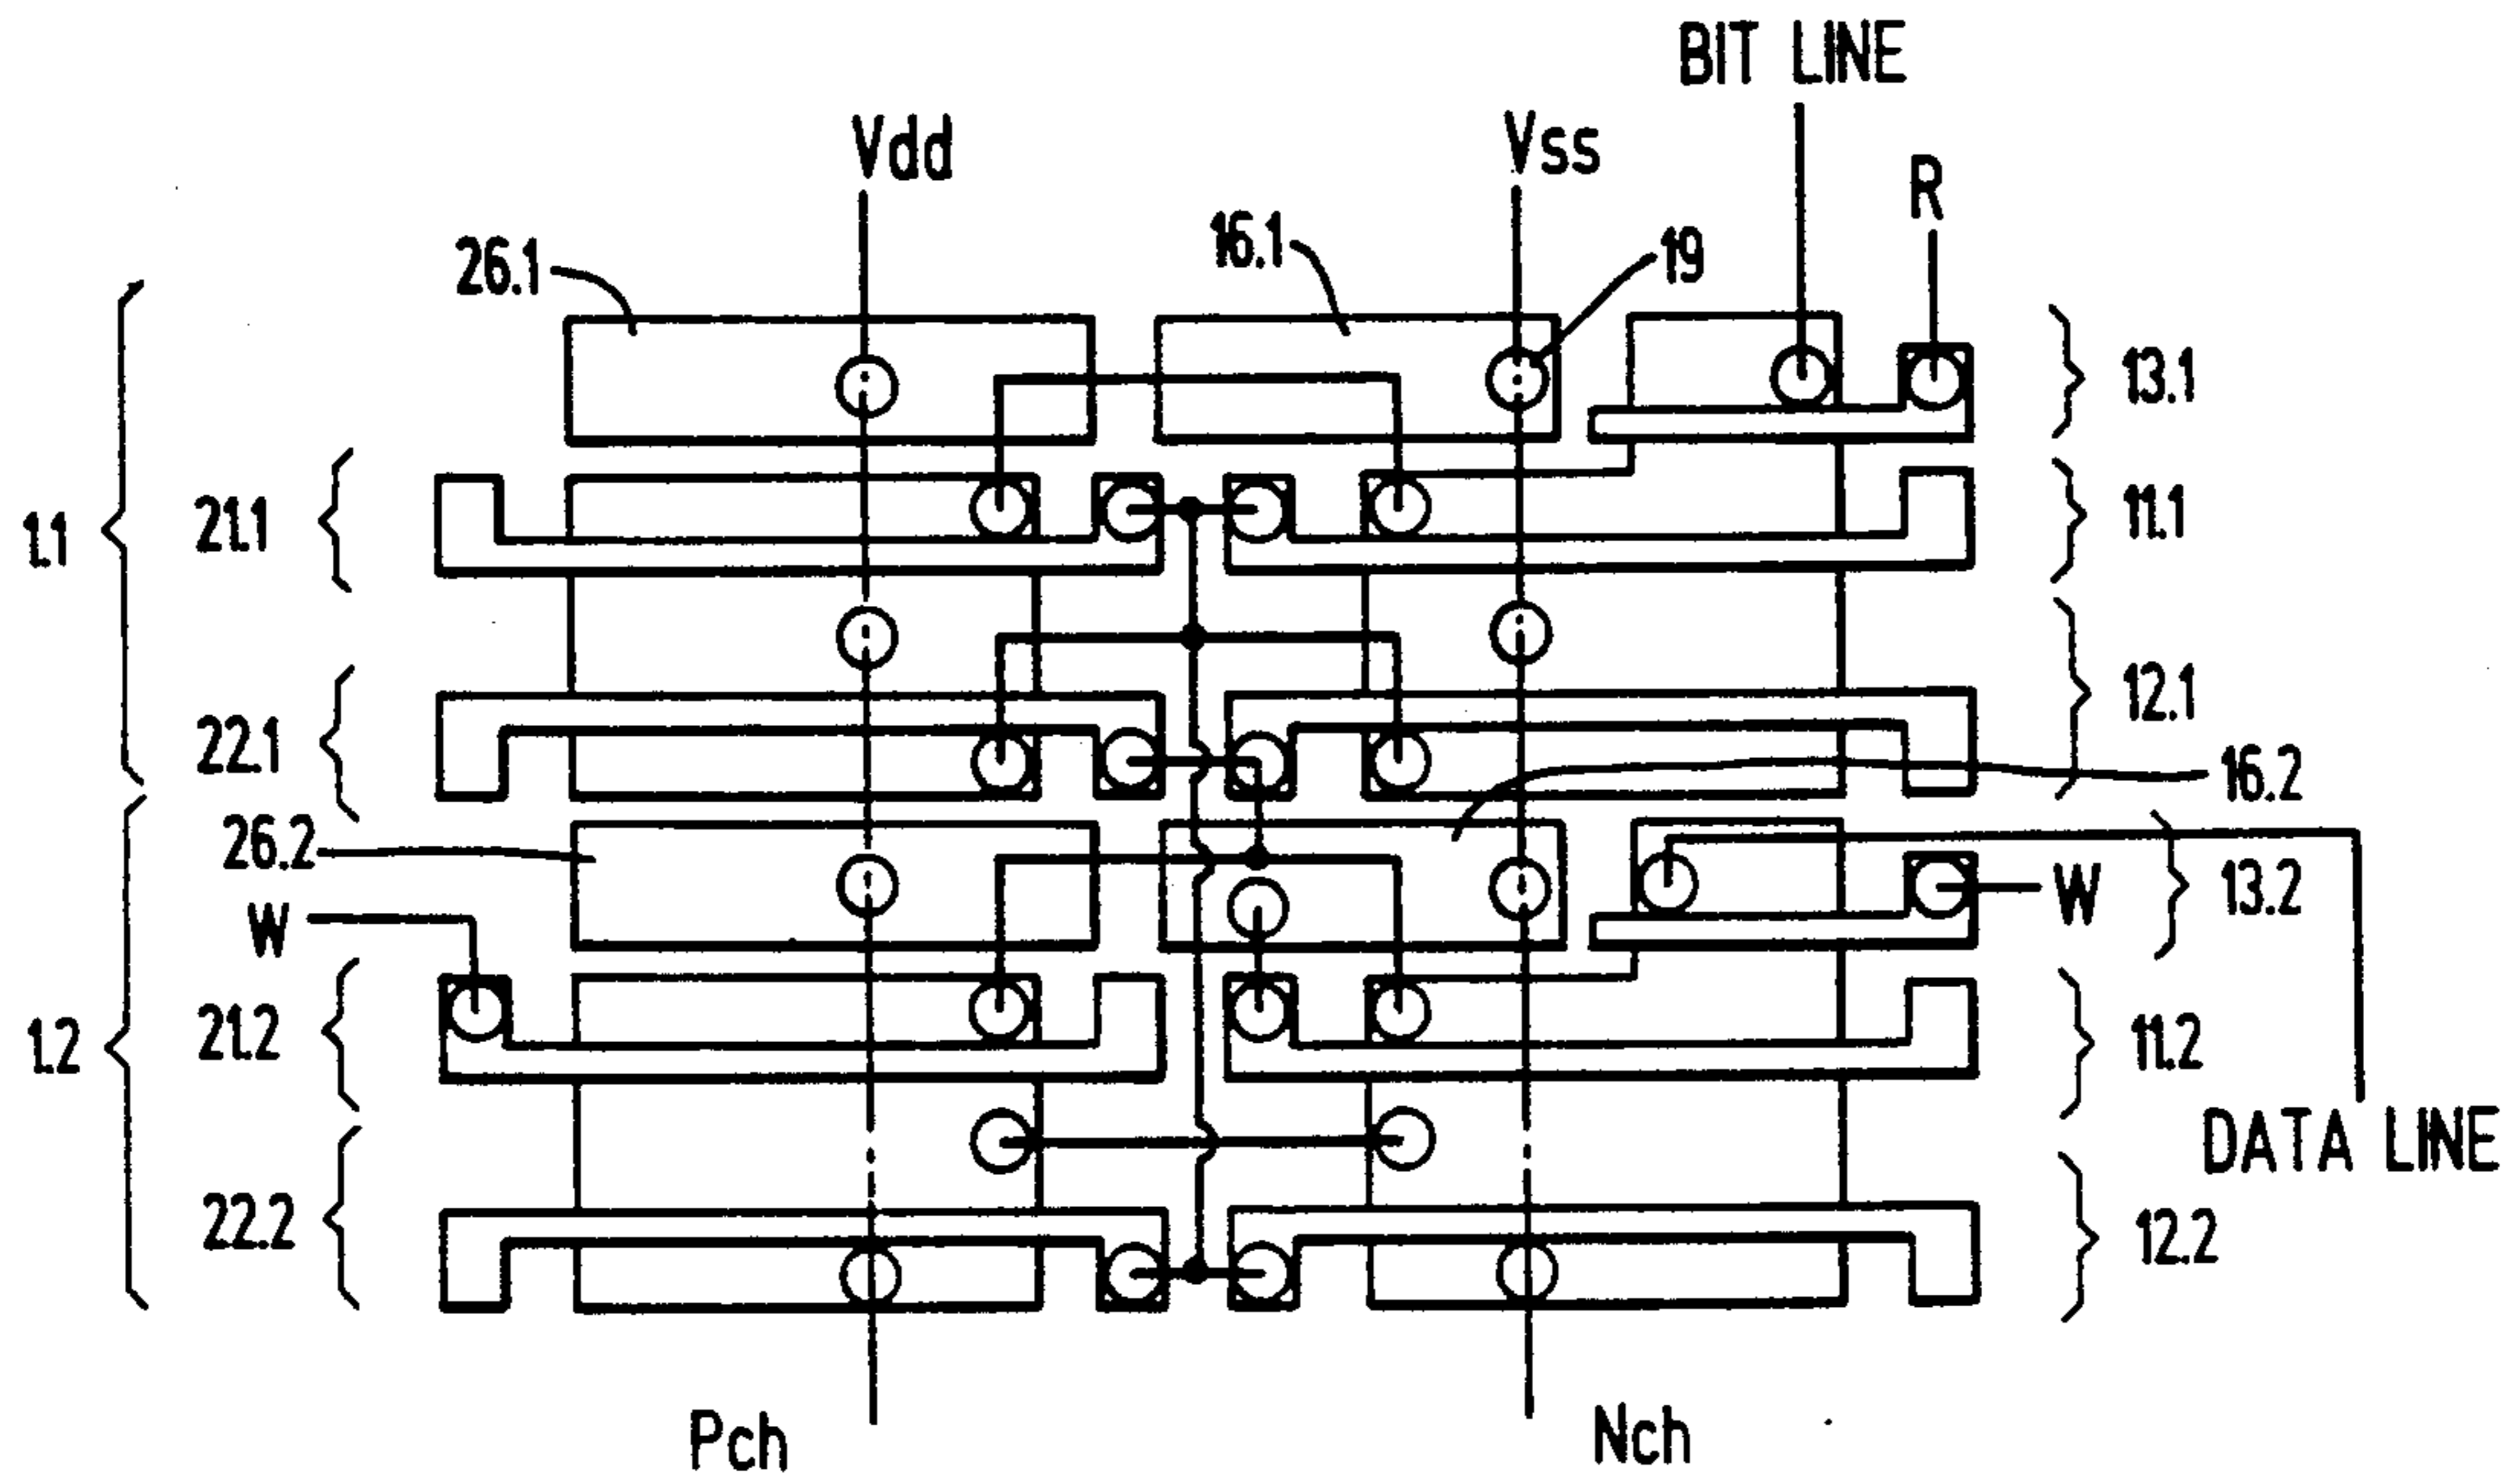 BIT LINE
Vdd
Vss
R
26.1
16.1
19
13.1
1.1
21.1
11.1
12.1
22.1
16.2
26.2
W
W
13.2
1.2
21.2
11.2
DATA LINE
22.2
12.2
Pch
Nch